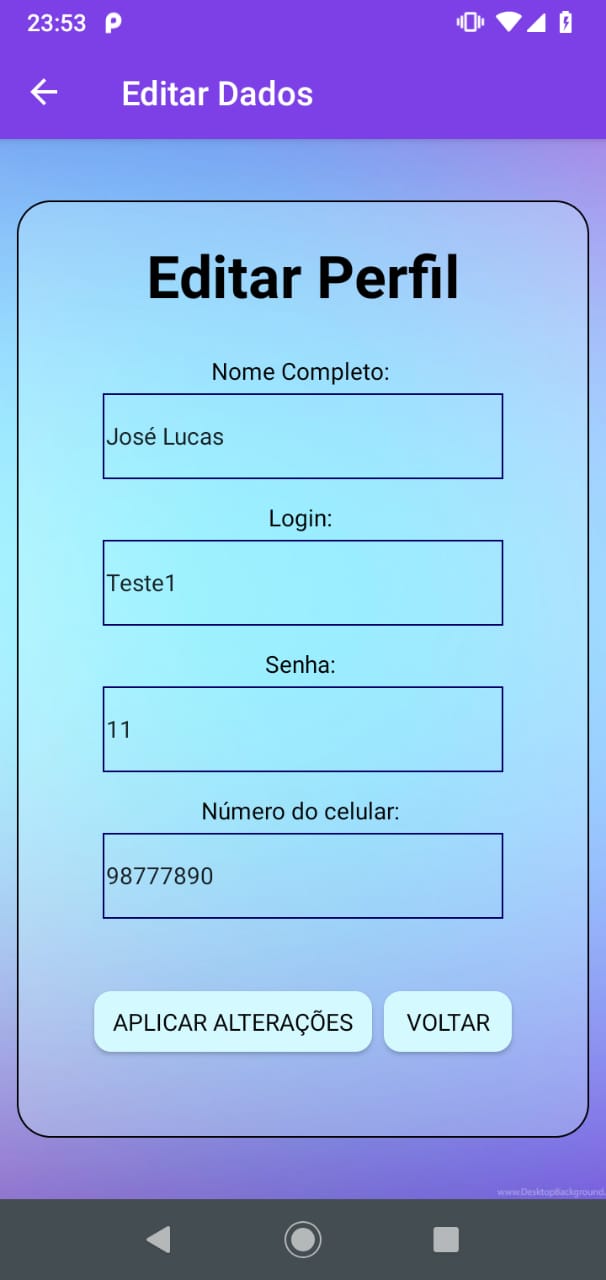 23:53
Editar Dados
Editar Perfil
Nome Completo:
José Lucas
Login:
Teste1
Senha:
11
Número do celular:
98777890
APLICAR ALTERAÇÕES VOLTAR
www.DesktopBackground.